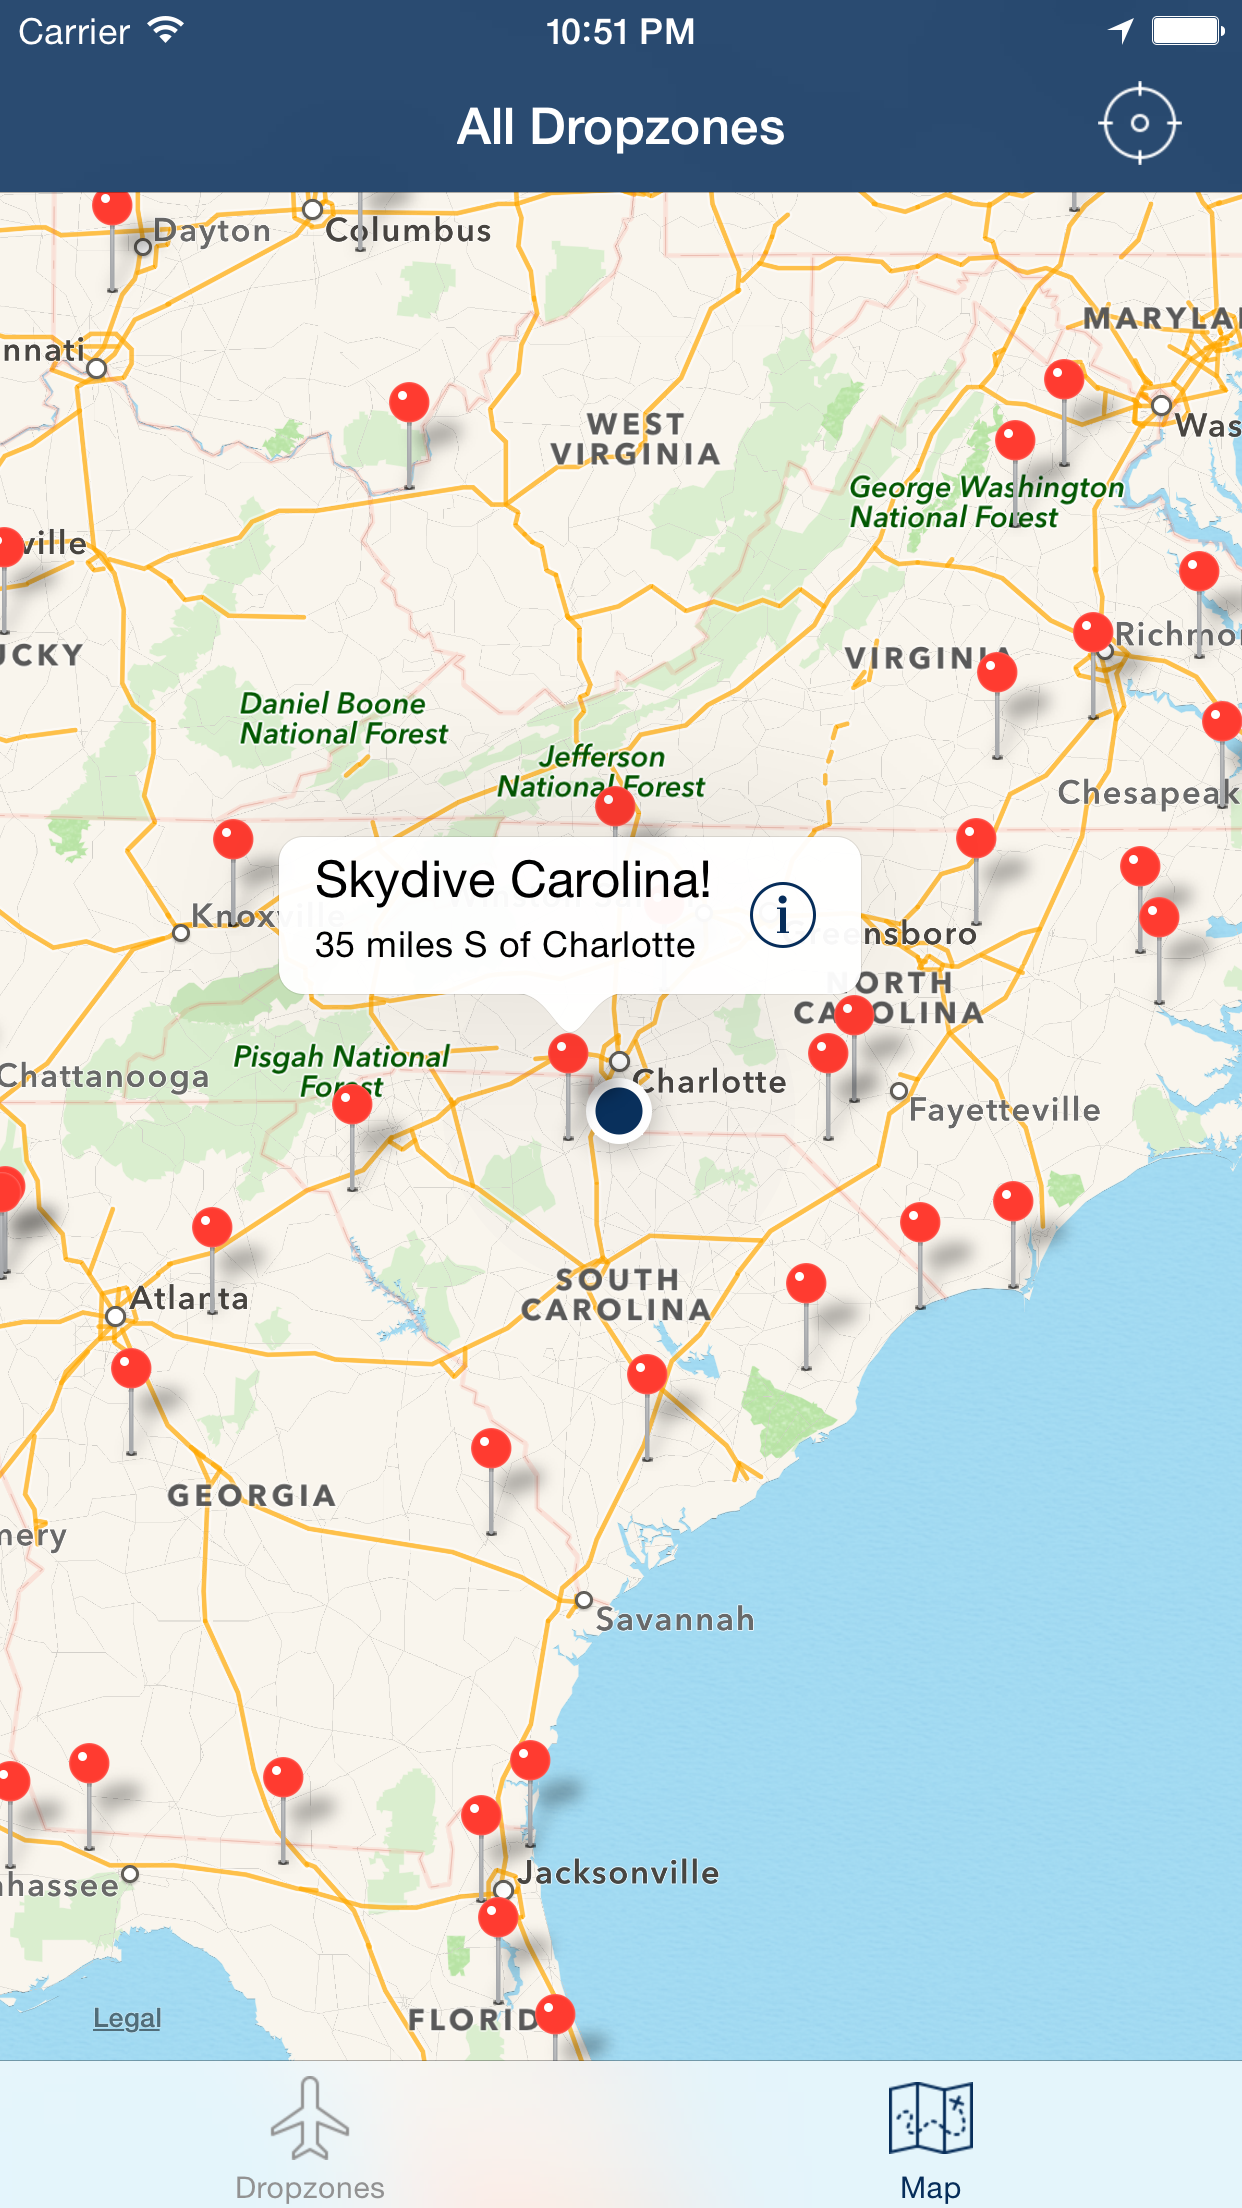 Carrier
10:51 PM
All Dropzones
Dayton
Columbus
MARYLA
nnati
WEST
VIRGINIA
Was
George Washington
National Forest
ville
Richmo
UCKY
VIRGINIA
Daniel Boone
National Forest
Jefferson
National Forest
Chesapeak
Skydive Carolina!
35 miles S of Charlotte
i
Knoxville
nsboro
NORTH
CAROLINA
Pisgah National
Forest
Chattanooga
Charlotte
Fayetteville
Atlanta
SOUTH
CAROLINA
GEORGIA
mery
Savannah
Jacksonville
ahassee
Legal
FLORID
Dropzones
Map